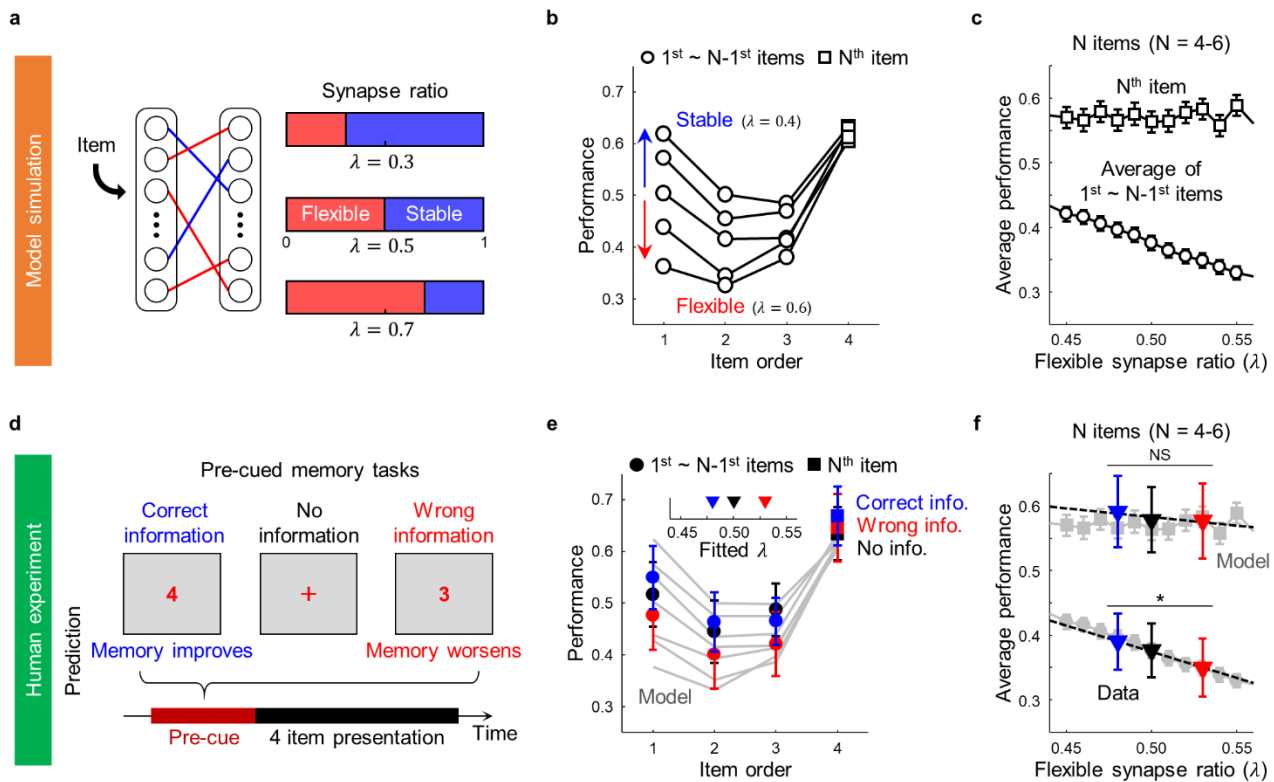 a
Model simulation
Item
Synapse ratio
λ = 0.3
Flexible
Stable
0
1
λ = 0.5
λ = 0.7
b
1st ~ N-1st items
Nth item
Performance
0.7
0.6
0.5
0.4
0.3
Stable (λ = 0.4)
Flexible (λ = 0.6)
1 2 3 4
Item order
c
N items (N = 4-6)
Average performance
0.6
0.5
0.4
0.3
Nth item
Average of
1st ~ N-1st items
0.45 0.50 0.55
Flexible synapse ratio (λ)
d
Human experiment
Prediction
Pre-cued memory tasks
Correct information
No information
Wrong information
4
+
3
Memory improves
Memory worsens
Pre-cue
4 item presentation
Time
e
1st ~ N-1st items
Nth item
Performance
0.7
0.6
0.5
0.4
0.3
0.45 0.50 0.55
Fitted λ
Correct info.
Wrong info.
No info.
Model
1 2 3 4
Item order
f
N items (N = 4-6)
NS
Average performance
0.6
0.5
0.4
0.3
Model
*
Data
0.45 0.50 0.55
Flexible synapse ratio (λ)